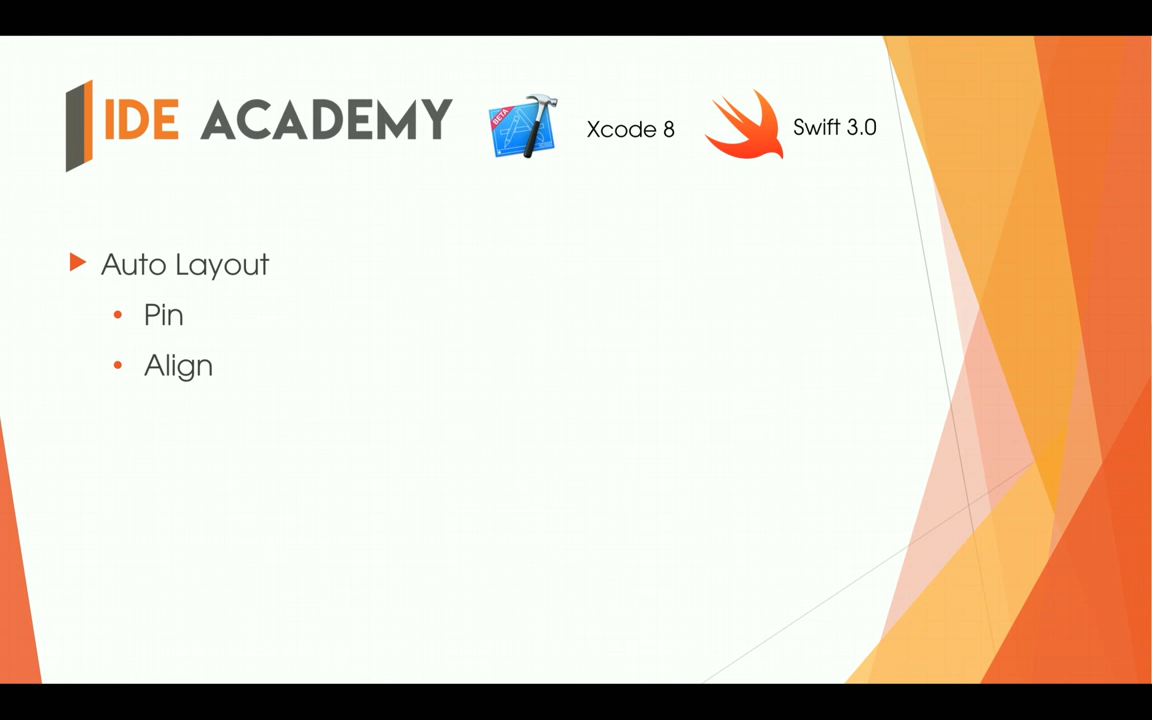 IDE ACADEMY
BETA
Xcode 8
Swift 3.0
Auto Layout
Pin
Align